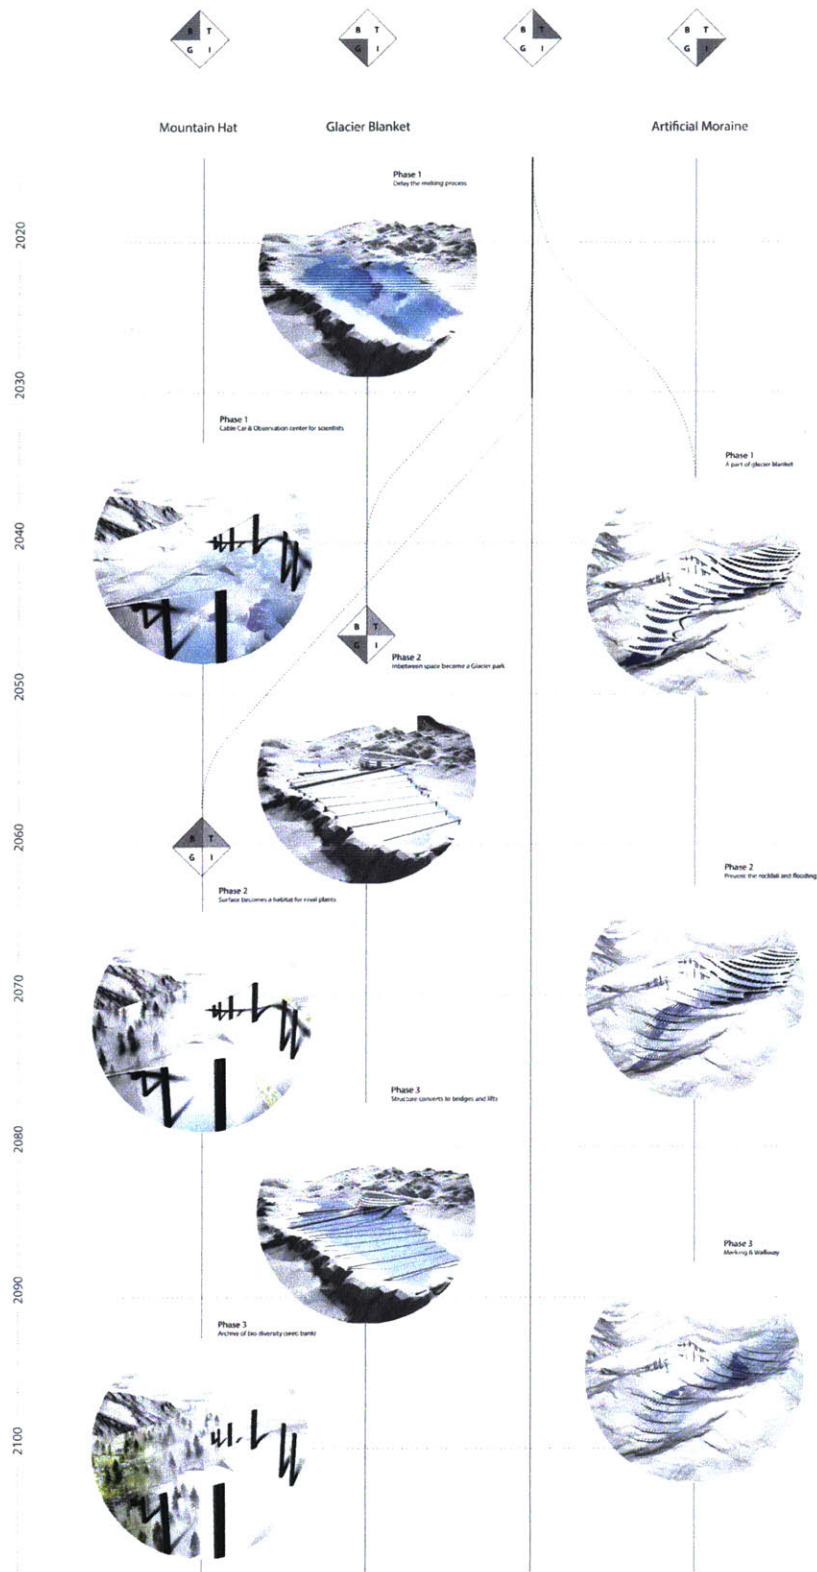 B T
G I
B T
G I
B T
G I
B T
G I
Mountain Hat
Glacier Blanket
Artificial Moraine
Phase 1
Delay the melting process
2020
2030
Phase 1
Cable Car & Observation center for scientists
Phase 1
A part of glacier blanket
2040
B T
G I
Phase 2
Inbetween space become a Glacier park
2050
2060
B T
G I
Phase 2
Prevent the rockfall and flooding
Phase 2
Surface becomes a habitat for rival plants
2070
Phase 3
Structure converts to bridges and lifts
2080
Phase 3
Marking & Walkway
2090
Phase 3
Archive of bio diversity (seed bank)
2100